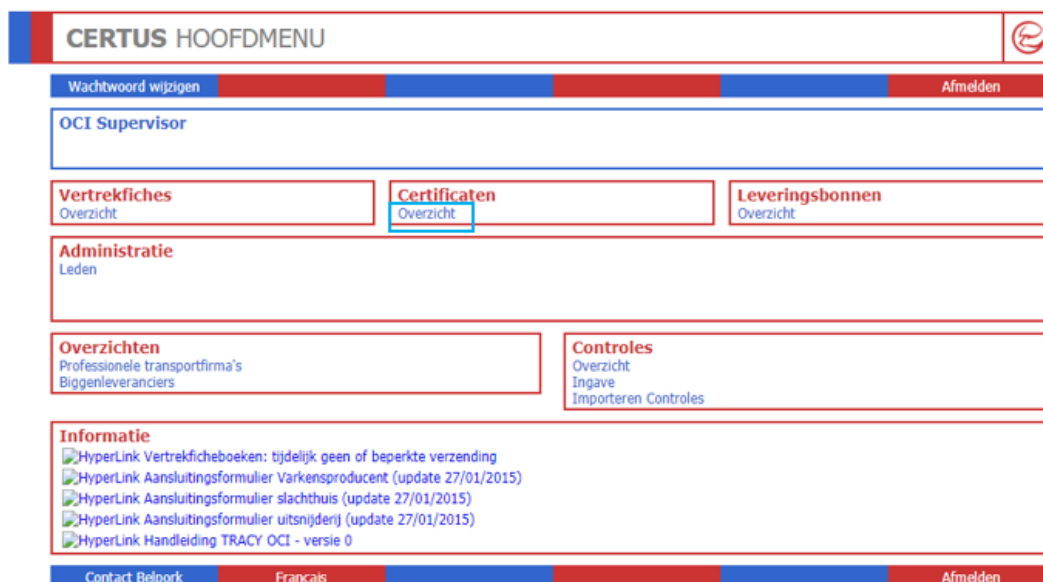 CERTUS HOOFDMENU
Wachtwoord wijzigen
Afmelden
OCI Supervisor
Vertrekfiches
Overzicht
Certificaten
Overzicht
Leveringsbonnen
Overzicht
Administratie
Leden
Overzichten
Professionele transportfirma's
Biggenleveranciers
Controles
Overzicht
Ingave
Importeren Controles
Informatie
HyperLink Vertrekficheboeken: tijdelijk geen of beperkte verzending
HyperLink Aansluitingsformulier Varkensproducent (update 27/01/2015)
HyperLink Aansluitingsformulier slachthuis (update 27/01/2015)
HyperLink Aansluitingsformulier uitsnijderij (update 27/01/2015)
HyperLink Handleiding TRACY OCI - versie 0
Contact Belpork
Français
Afmelden